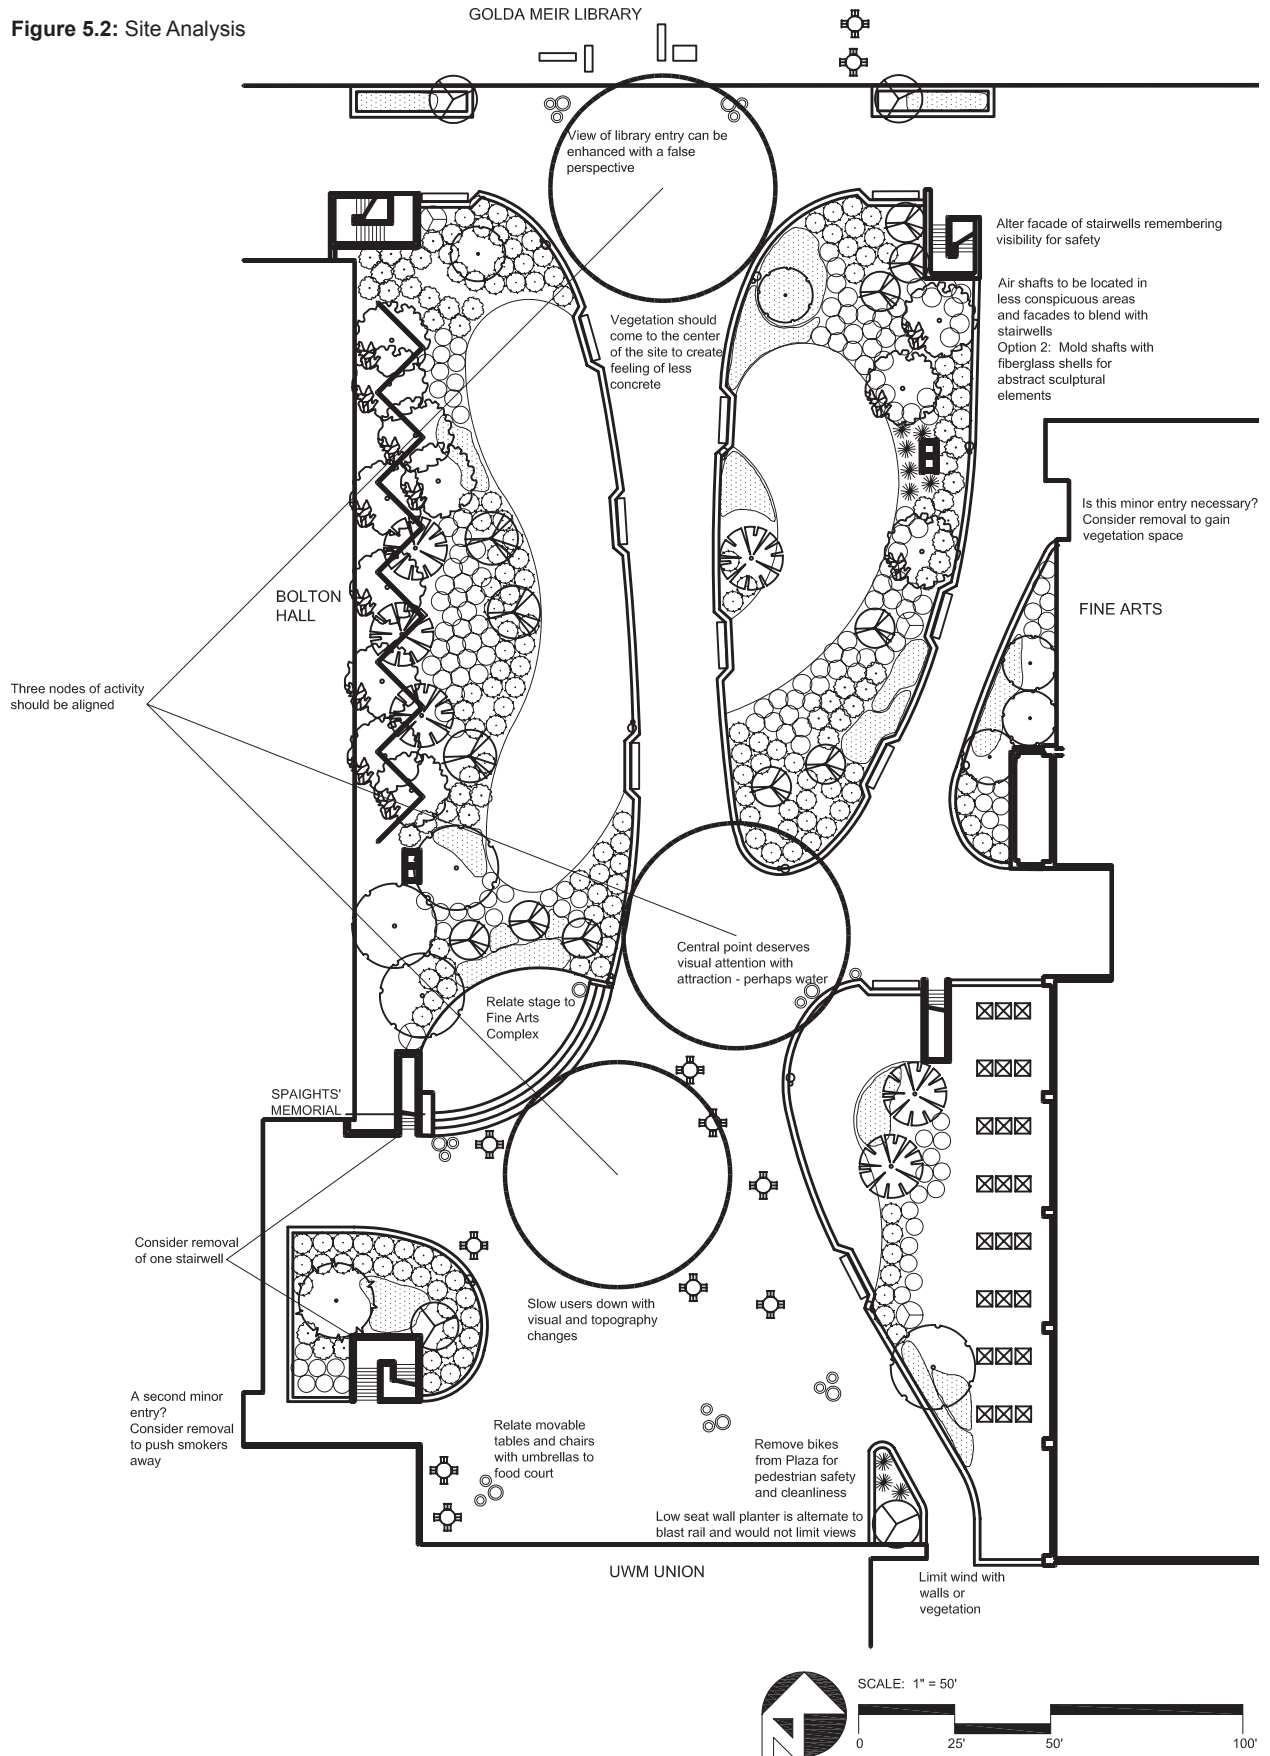 Figure 5.2: Site Analysis
GOLDA MEIR LIBRARY
View of library entry can be
enhanced with a false
perspective
Alter facade of stairwells remembering
visibility for safety
Air shafts to be located in
less conspicuous areas
and facades to blend with
stairwells
Option 2: Mold shafts with
fiberglass shells for
abstract sculptural
elements
Vegetation should
come to the center
of the site to create
feeling of less
concrete
Is this minor entry necessary?
Consider removal to gain
vegetation space
BOLTON
HALL
FINE ARTS
Three nodes of activity
should be aligned
Central point deserves
visual attention with
attraction - perhaps water
Relate stage to
Fine Arts
Complex
SPAIGHTS'
MEMORIAL
Consider removal
of one stairwell
Slow users down with
visual and topography
changes
A second minor
entry?
Consider removal
to push smokers
away
Relate movable
tables and chairs
with umbrellas to
food court
Remove bikes
from Plaza for
pedestrian safety
and cleanliness
Low seat wall planter is alternate to
blast rail and would not limit views
UWM UNION
Limit wind with
walls or
vegetation
SCALE: 1" = 50'
N
0 25' 50' 100'